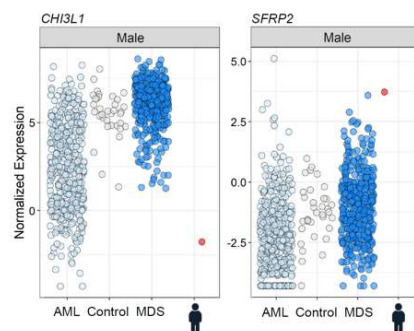 CHI3L1
SFRP2
Male
Male
Normalized Expression
5
0
5.0
2.5
0.0
-2.5
AML Control MDS
AML Control MDS